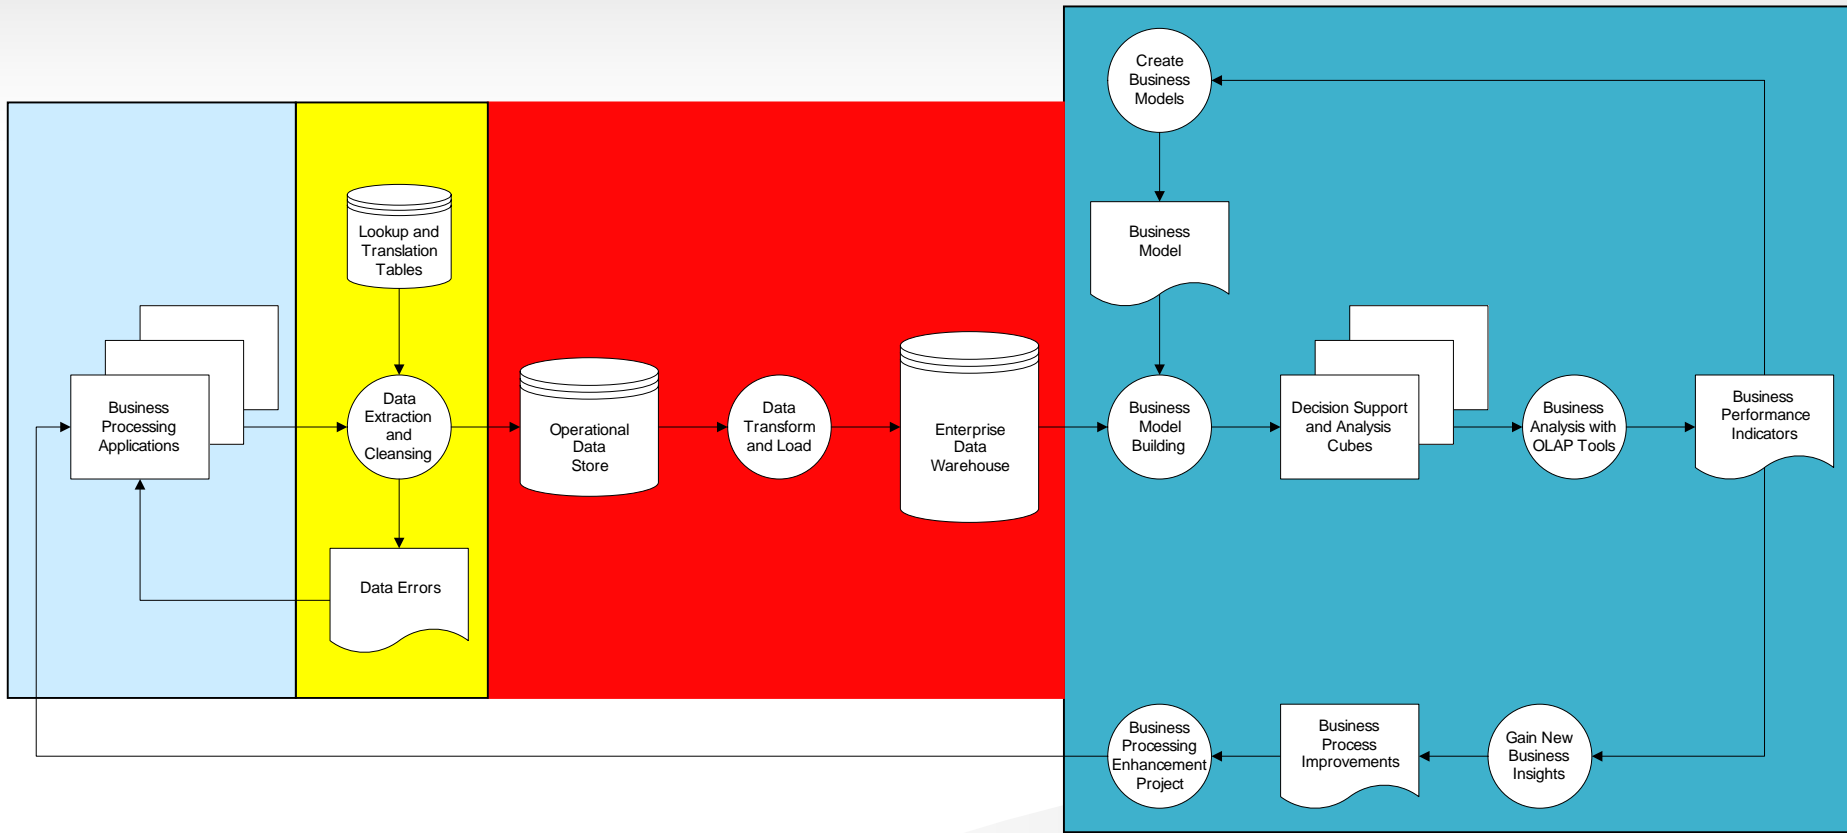 Create
Business
Models
Lookup and
Translation
Tables
Business
Model
Business
Processing
Applications
Data
Extraction
and
Cleansing
Operational
Data
Store
Data
Transform
and Load
Enterprise
Data
Warehouse
Business
Model
Building
Decision Support
and Analysis
Cubes
Business
Analysis with
OLAP Tools
Business
Performance
Indicators
Data Errors
Business
Processing
Enhancement
Project
Business
Process
Improvements
Gain New
Business
Insights